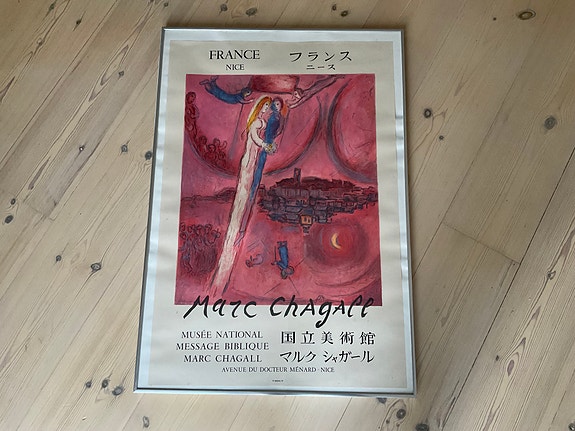 FRANCE フランス
NICE ニース
Marc Chagall
MUSÉE NATIONAL 国立美術館
MESSAGE BIBLIQUE マルク シャガール
MARC CHAGALL
AVENUE DU DOCTEUR MÉNARD - NICE